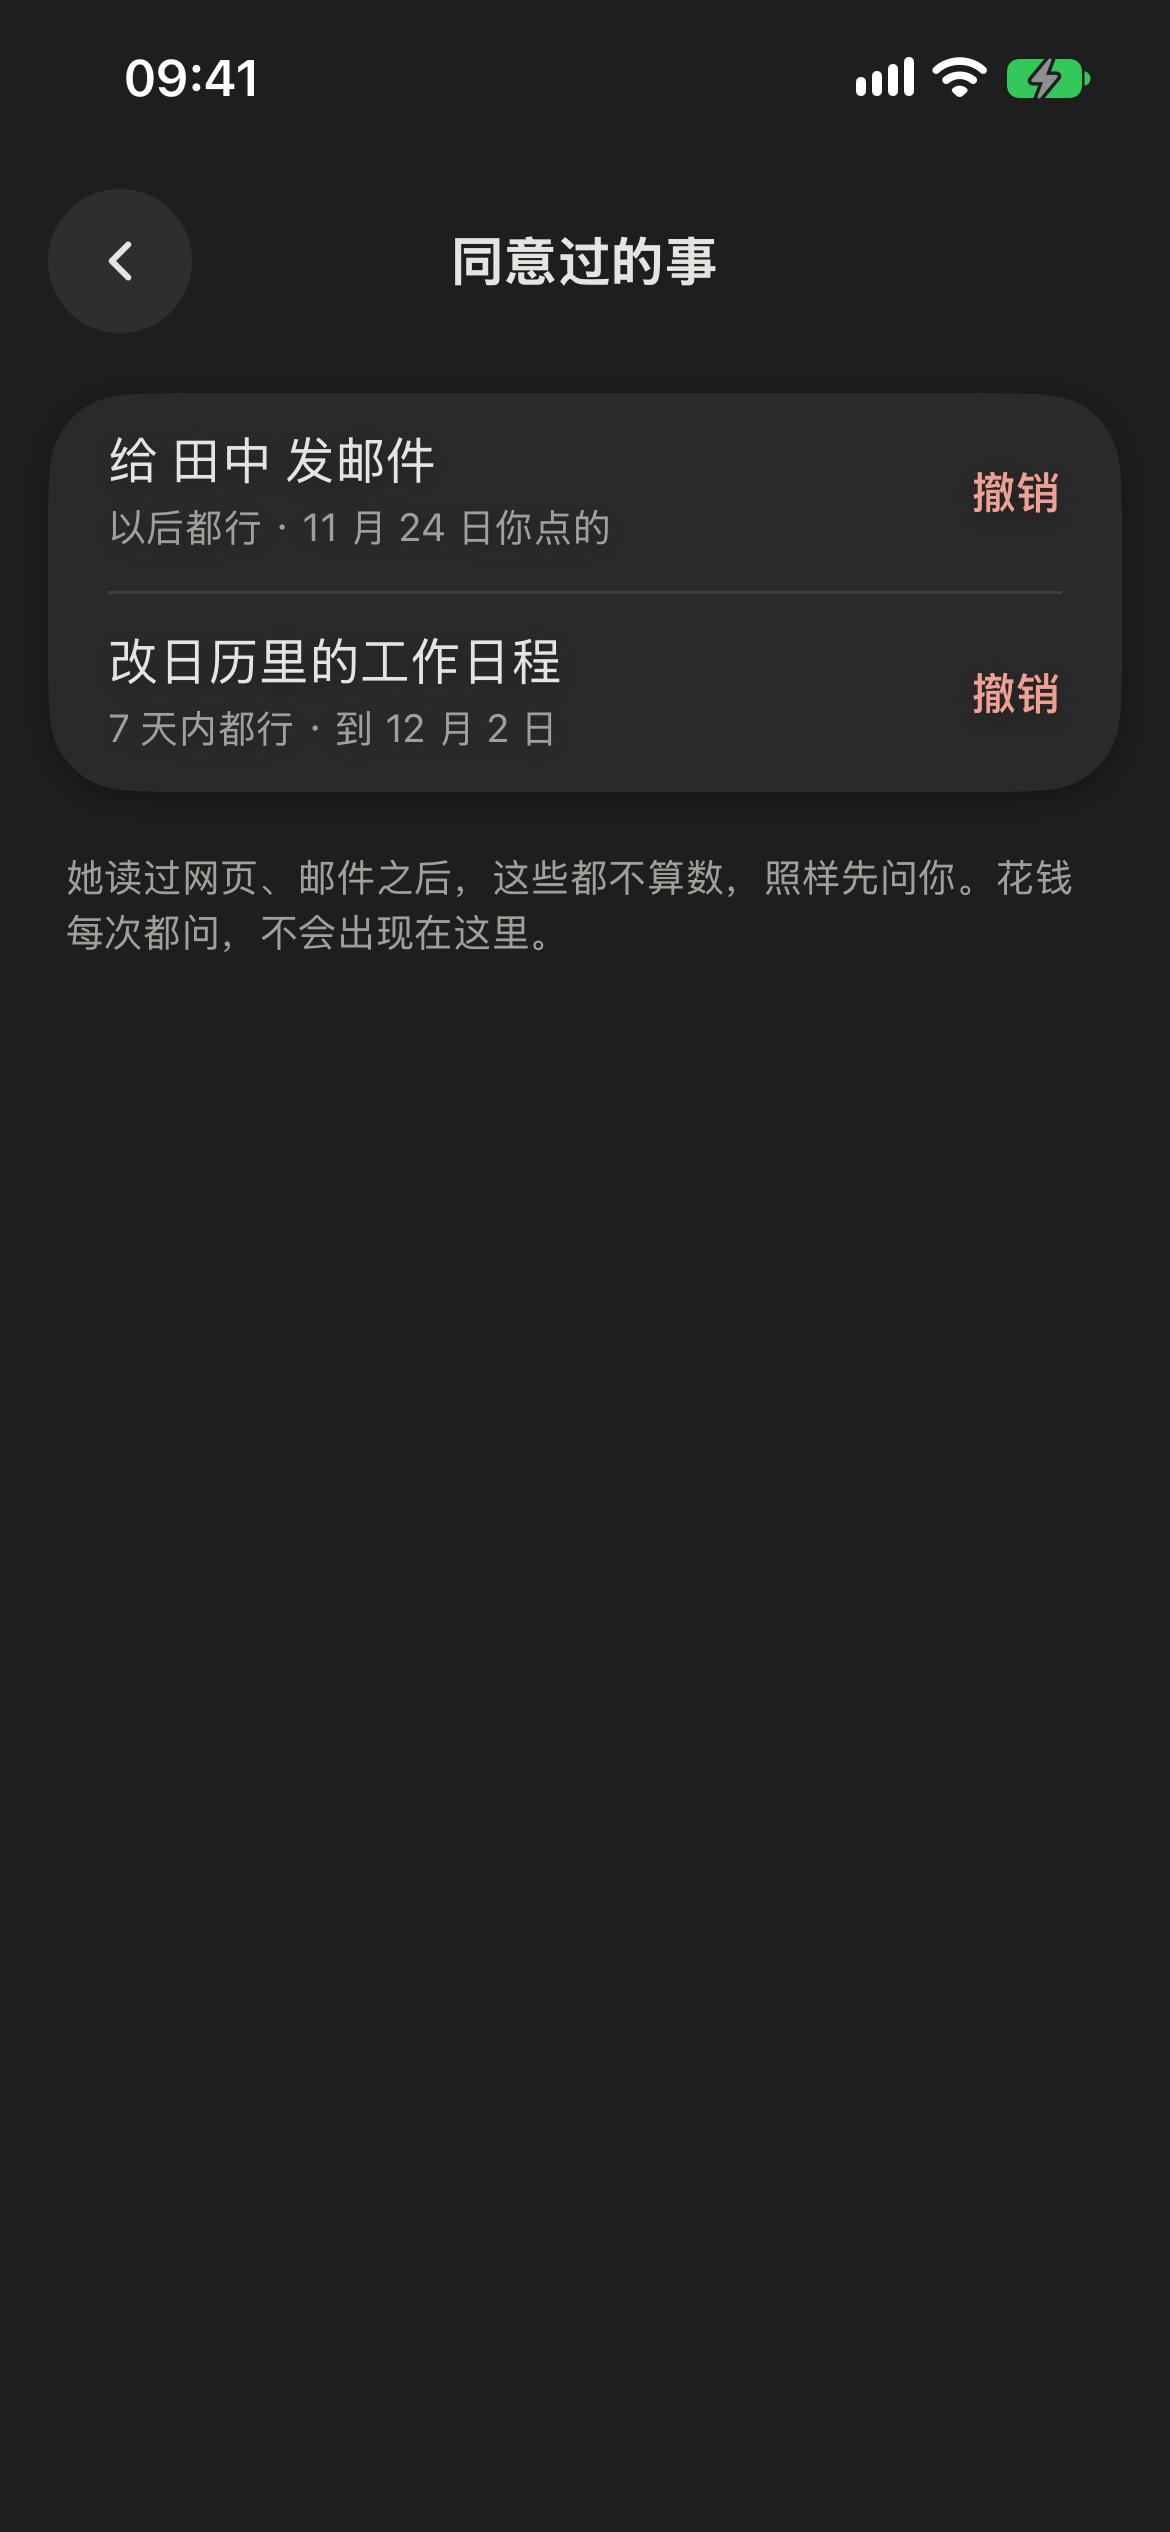 09:41
同意过的事
给 田中 发邮件
以后都行 · 11 月 24 日你点的
撤销
改日历里的工作日程
7 天内都行 · 到 12 月 2 日
撤销
她读过网页、邮件之后，这些都不算数，照样先问你。花钱
每次都问，不会出现在这里。